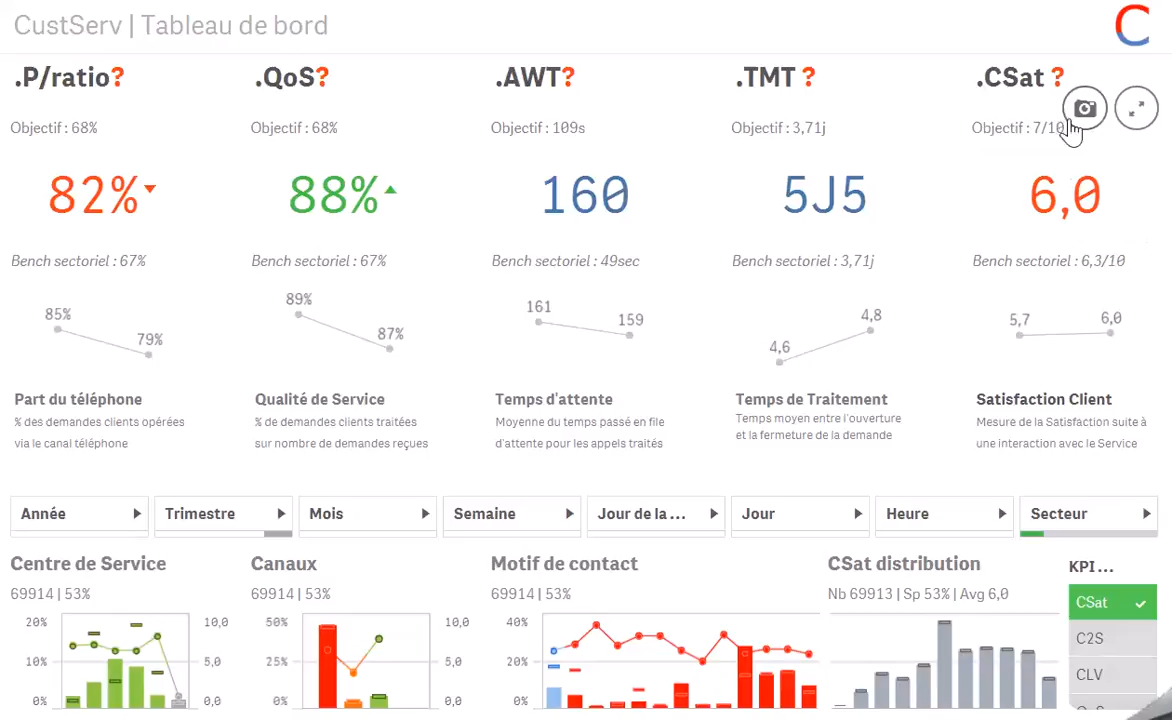 CustServ | Tableau de bord
C
.P/ratio?
Objectif : 68%
82%
Bench sectoriel : 67%
85%
79%
Part du téléphone
% des demandes clients opérées
via le canal téléphone
.QoS?
Objectif : 68%
88%
Bench sectoriel : 67%
89%
87%
Qualité de Service
% de demandes clients traitées
sur nombre de demandes reçues
.AWT?
Objectif : 109s
160
Bench sectoriel : 49sec
161
159
Temps d'attente
Moyenne du temps passé en file
d'attente pour les appels traités
.TMT ?
Objectif : 3,71j
5J5
Bench sectoriel : 3,71j
4,6
4,8
Temps de Traitement
Temps moyen entre l'ouverture
et la fermeture de la demande
.CSat ?
Objectif : 7/10
6,0
Bench sectoriel : 6,3/10
5,7
6,0
Satisfaction Client
Mesure de la Satisfaction suite à
une interaction avec le Service
Année
Trimestre
Mois
Semaine
Jour de la ...
Jour
Heure
Secteur
Centre de Service
69914 | 53%
20%
10%
0%
10,0
5,0
0,0
Canaux
69914 | 53%
50%
25%
0%
10,0
5,0
0,0
Motif de contact
69914 | 53%
40%
20%
0%
CSat distribution
Nb 69913 | Sp 53% | Avg 6,0
KPI ...
CSat
C2S
CLV